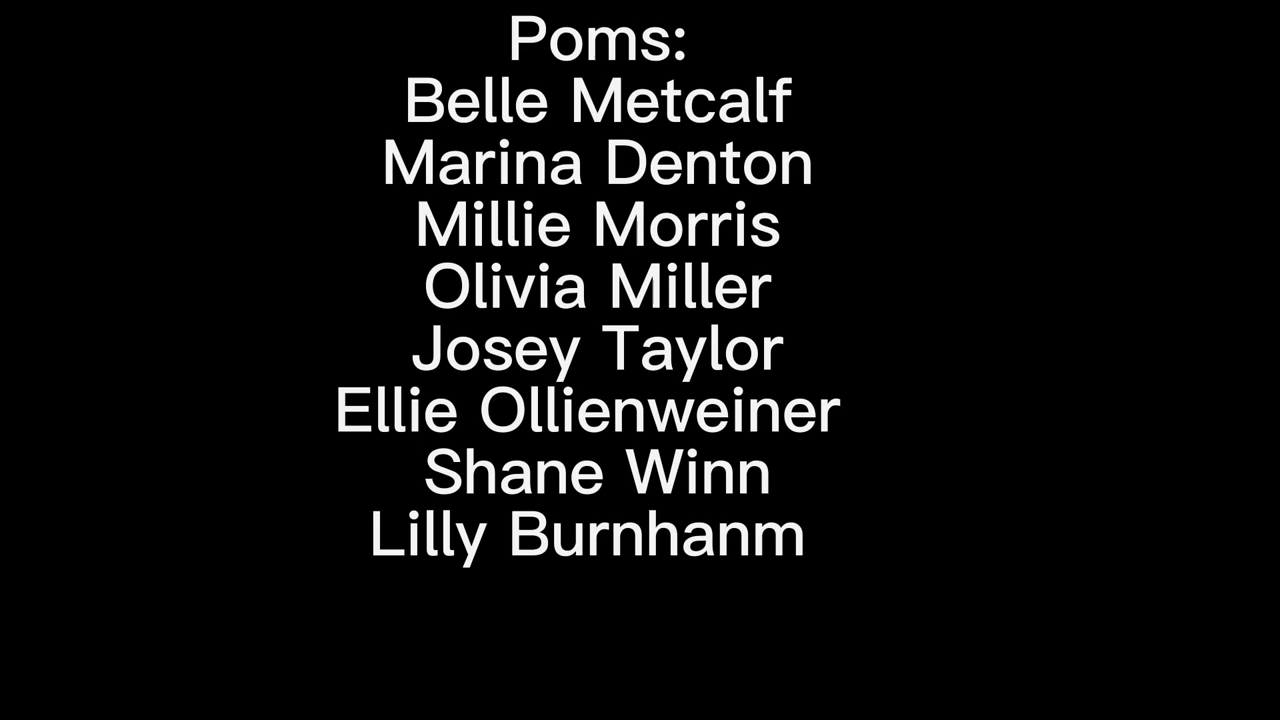 Poms:
Belle Metcalf
Marina Denton
Millie Morris
Olivia Miller
Josey Taylor
Ellie Ollienweiner
Shane Winn
Lilly Burnhanm